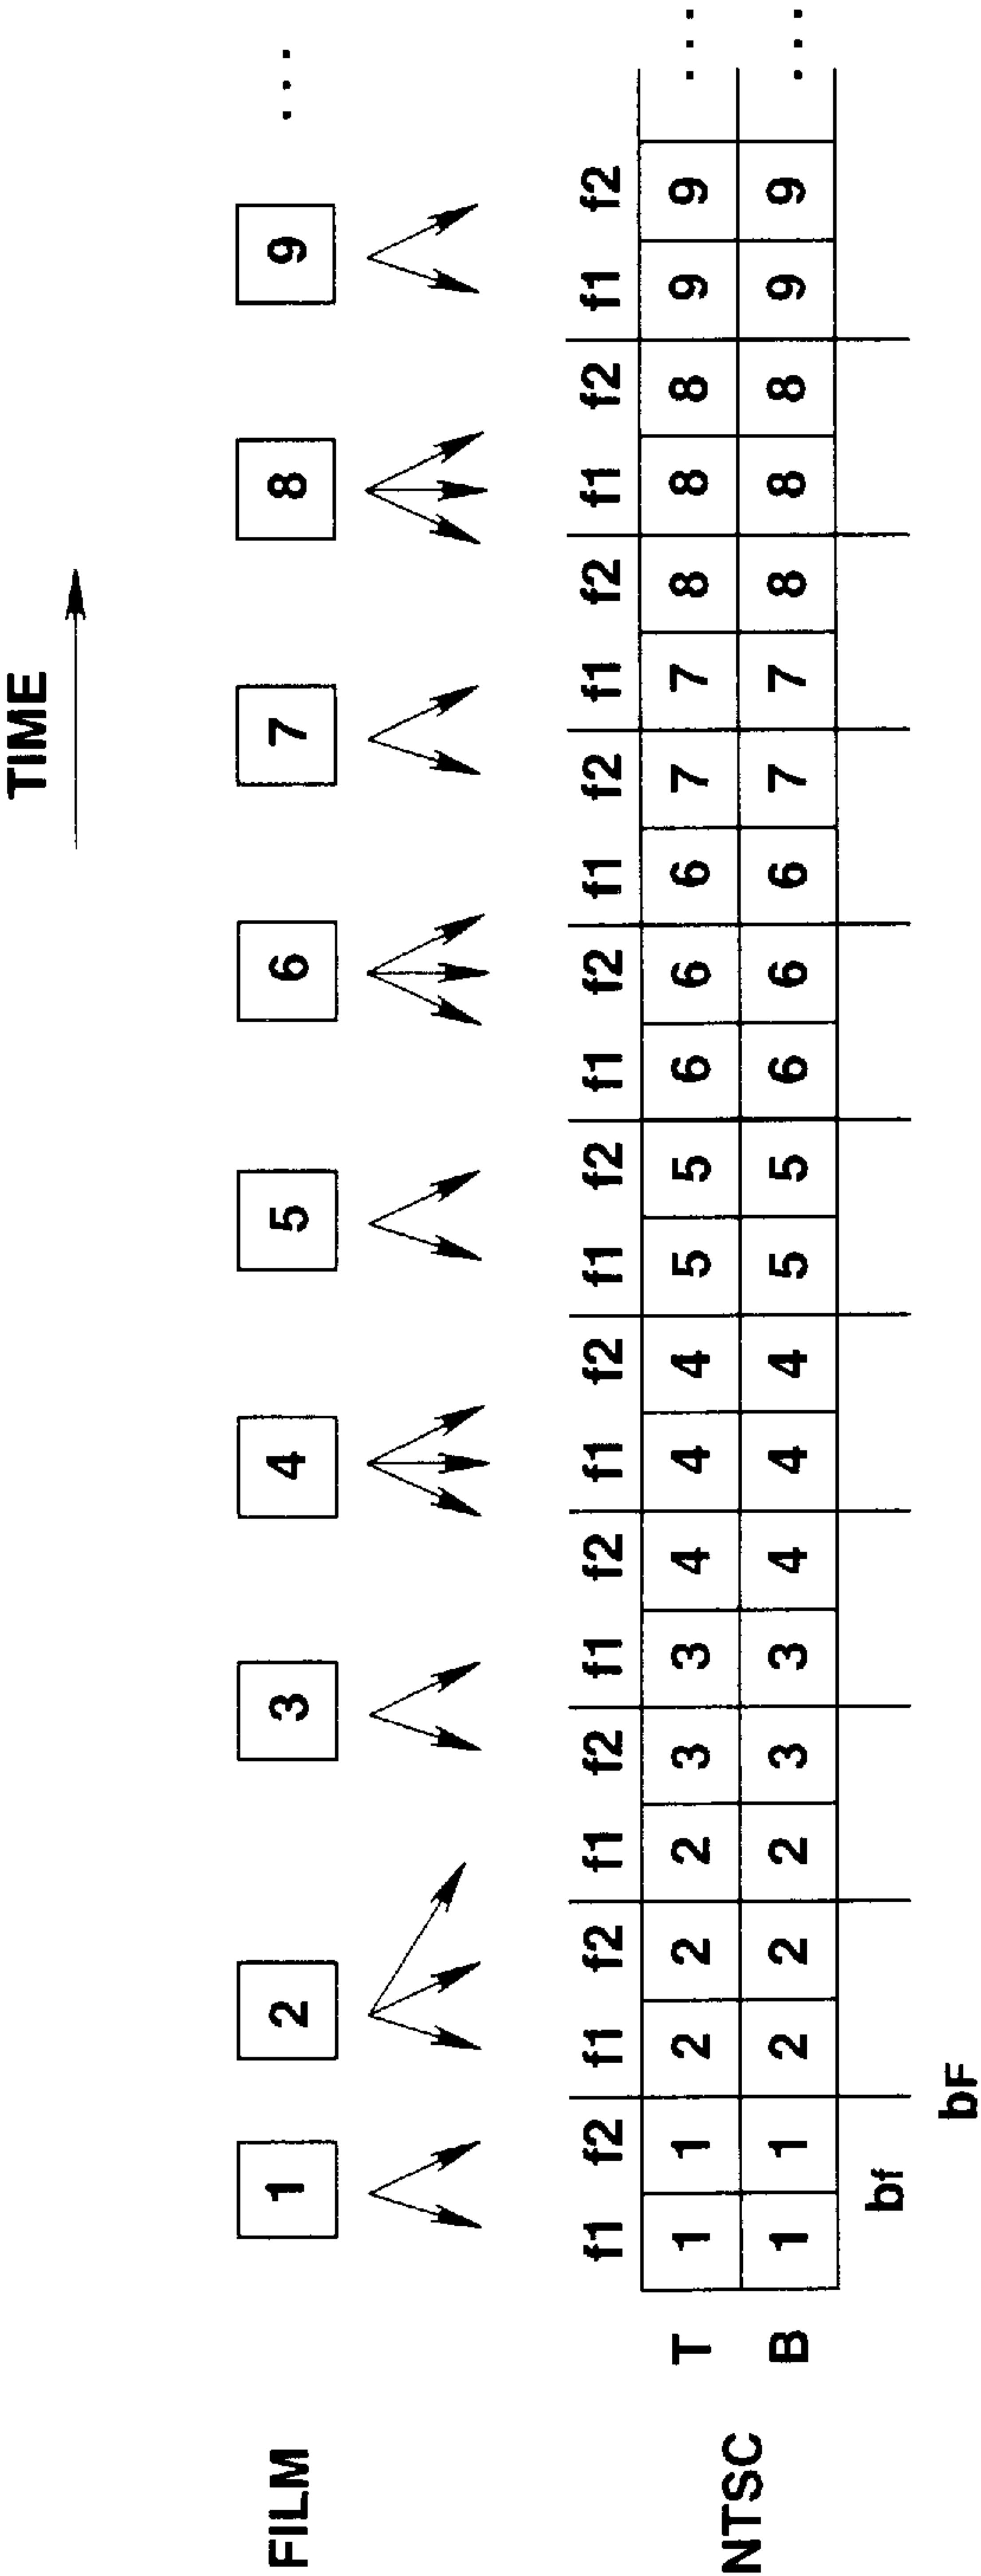 TIME
FILM 1 2 3 4 5 6 7 8 9 ...
f1 f2 f1 f2 f1 f2 f1 f2 f1 f2 f1 f2 f1 f2 f1 f2 f1 f2 f1 f2 f1 f2
T 1 1 2 2 2 3 3 4 4 4 5 5 6 6 6 7 7 8 8 8 9 9 ...
NTSC
B 1 1 2 2 2 3 3 4 4 4 5 5 6 6 6 7 7 8 8 8 9 9 ...
bf
bF